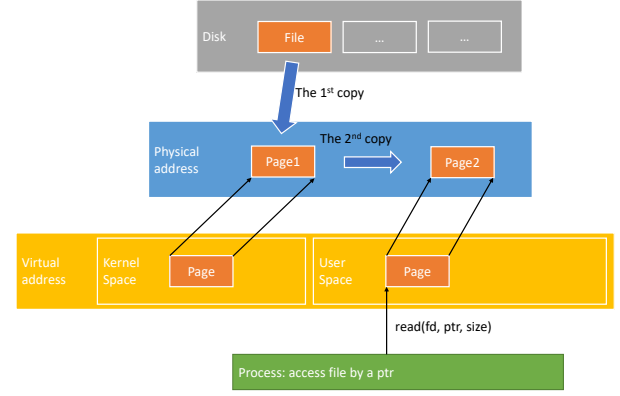 Disk
File
...
...
The 1st copy
The 2nd copy
Physical
address
Page1
Page2
Virtual
address
Kernel
Space
Page
User
Space
Page
read(fd, ptr, size)
Process: access file by a ptr